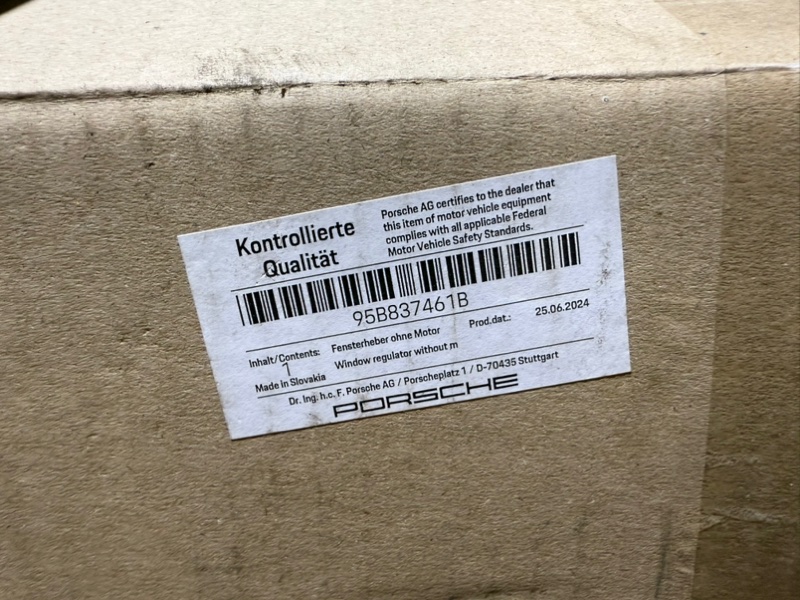 Kontrollierte
Qualität
Porsche AG certifies to the dealer that
this item of motor vehicle equipment
complies with all applicable Federal
Motor Vehicle Safety Standards.
95B837461B
Inhalt/Contents:
1
Fensterheber ohne Motor
Window regulator without m
Prod.dat.:
25.06.2024
Made in Slovakia
Dr. Ing. h.c. F. Porsche AG / Porscheplatz 1 / D-70435 Stuttgart
PORSCHE